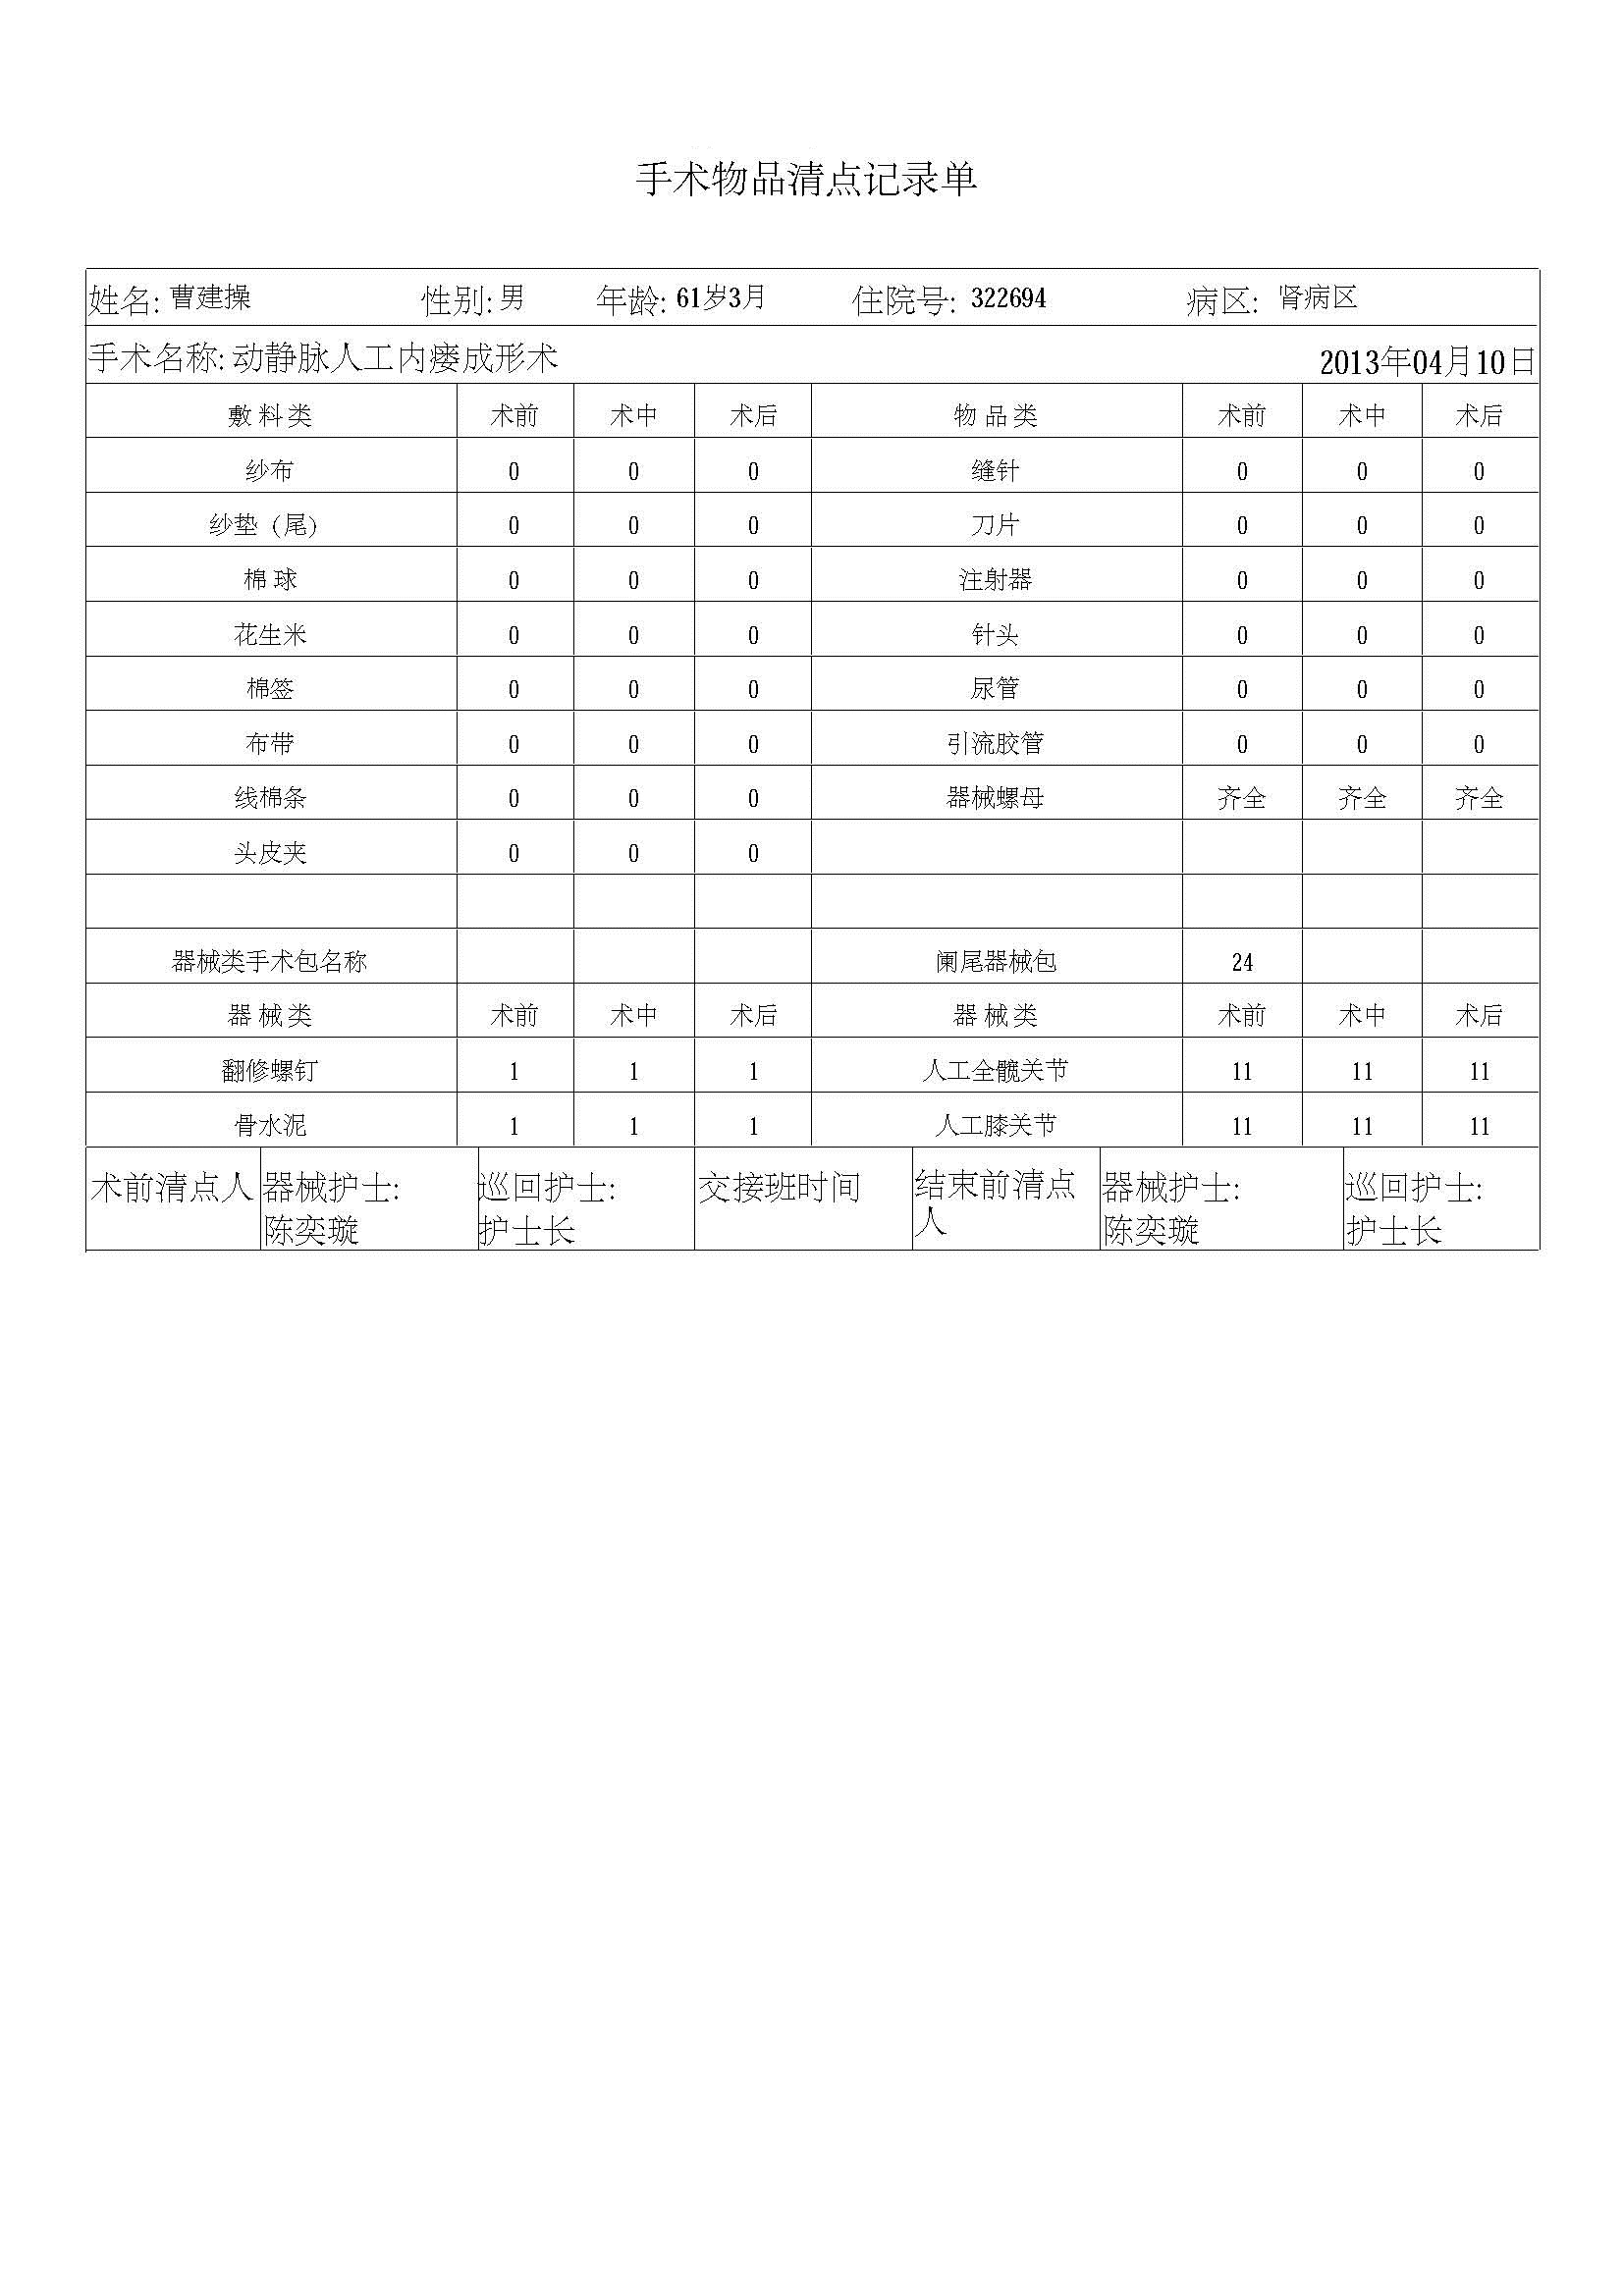 手术物品清点记录单
姓名: 曹建操 性别: 男 年龄: 61岁3月 住院号: 322694 病区: 肾病区
手术名称: 动静脉人工内瘘成形术 2013年04月10日
敷料类 术前 术中 术后 物品类 术前 术中 术后
纱布 0 0 0 缝针 0 0 0
纱垫（尾) 0 0 0 刀片 0 0 0
棉球 0 0 0 注射器 0 0 0
花生米 0 0 0 针头 0 0 0
棉签 0 0 0 尿管 0 0 0
布带 0 0 0 引流胶管 0 0 0
线棉条 0 0 0 器械螺母 齐全 齐全 齐全
头皮夹 0 0 0
器械类手术包名称 阑尾器械包 24
器械类 术前 术中 术后 器械类 术前 术中 术后
翻修螺钉 1 1 1 人工全髋关节 11 11 11
骨水泥 1 1 1 人工膝关节 11 11 11
术前清点人 器械护士: 巡回护士: 交接班时间 结束前清点 器械护士: 巡回护士:
陈奕璇 护士长 人 陈奕璇 护士长